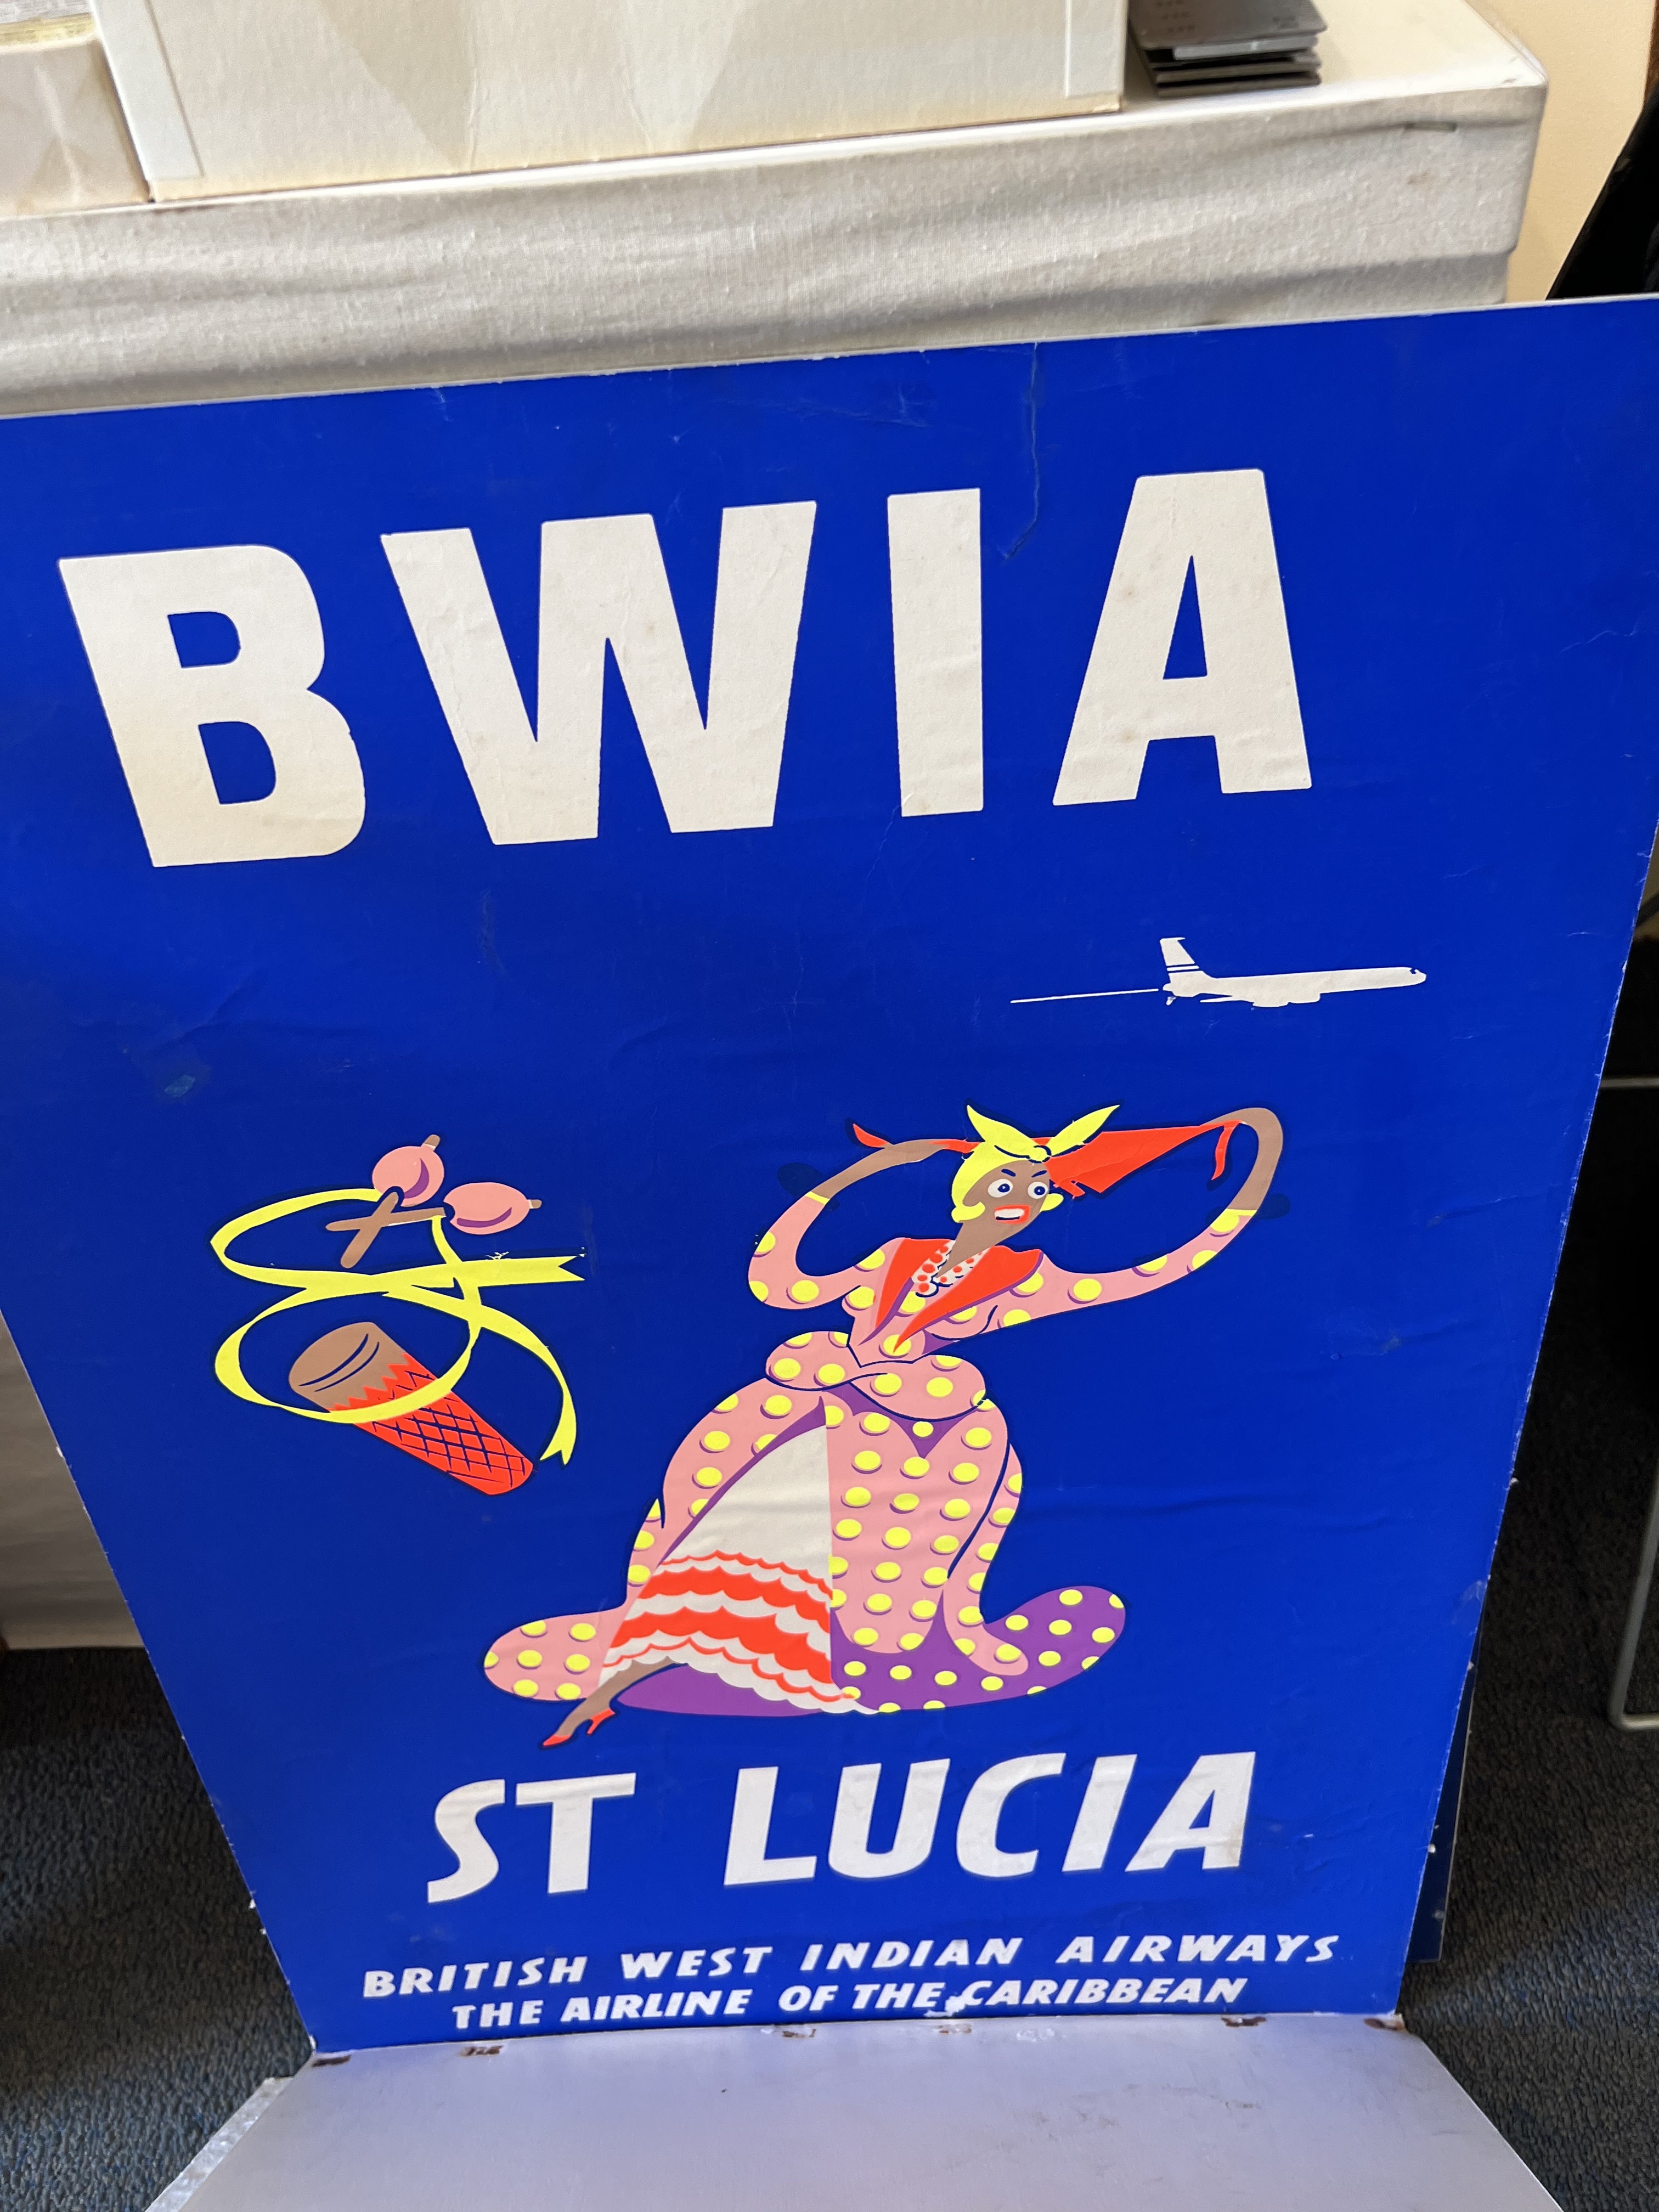 BWIA
ST LUCIA
BRITISH WEST INDIAN AIRWAYS
THE AIRLINE OF THE CARIBBEAN